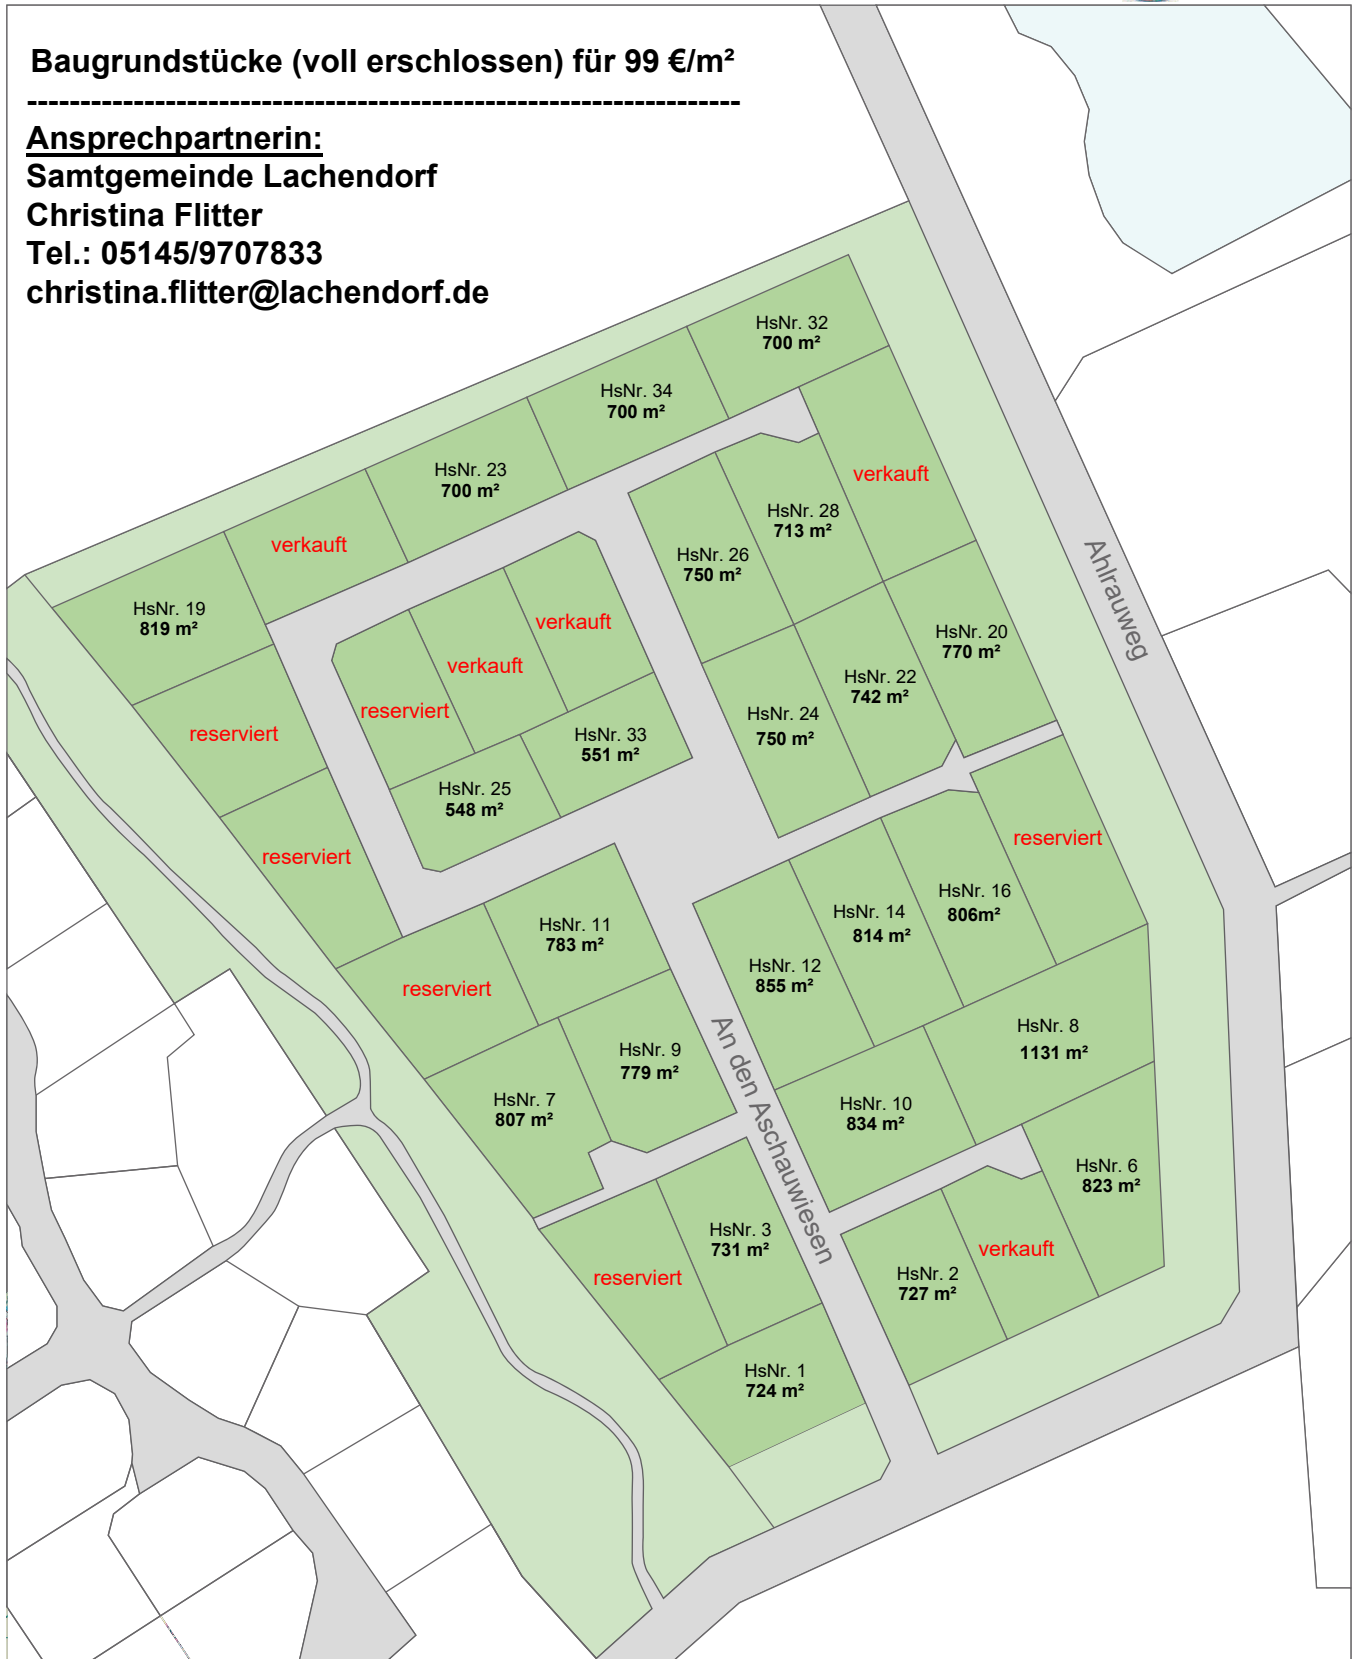 Baugrundstücke (voll erschlossen) für 99 €/m²
------------------------------------------------------
Ansprechpartnerin:
Samtgemeinde Lachendorf
Christina Flitter
Tel.: 05145/9707833
christina.flitter@lachendorf.de
HsNr. 32
700 m²
HsNr. 34
700 m²
HsNr. 23
700 m²
verkauft
HsNr. 19
819 m²
verkauft
HsNr. 28
713 m²
HsNr. 26
750 m²
verkauft
verkauft
reserviert
reserviert
HsNr. 20
770 m²
HsNr. 22
742 m²
HsNr. 24
750 m²
HsNr. 33
551 m²
HsNr. 25
548 m²
reserviert
reserviert
Ahlrauweg
HsNr. 16
806m²
HsNr. 14
814 m²
HsNr. 12
855 m²
HsNr. 11
783 m²
reserviert
HsNr. 8
1131 m²
HsNr. 9
779 m²
HsNr. 7
807 m²
HsNr. 10
834 m²
An den Aschauwiesen
HsNr. 6
823 m²
HsNr. 3
731 m²
reserviert
verkauft
HsNr. 2
727 m²
HsNr. 1
724 m²